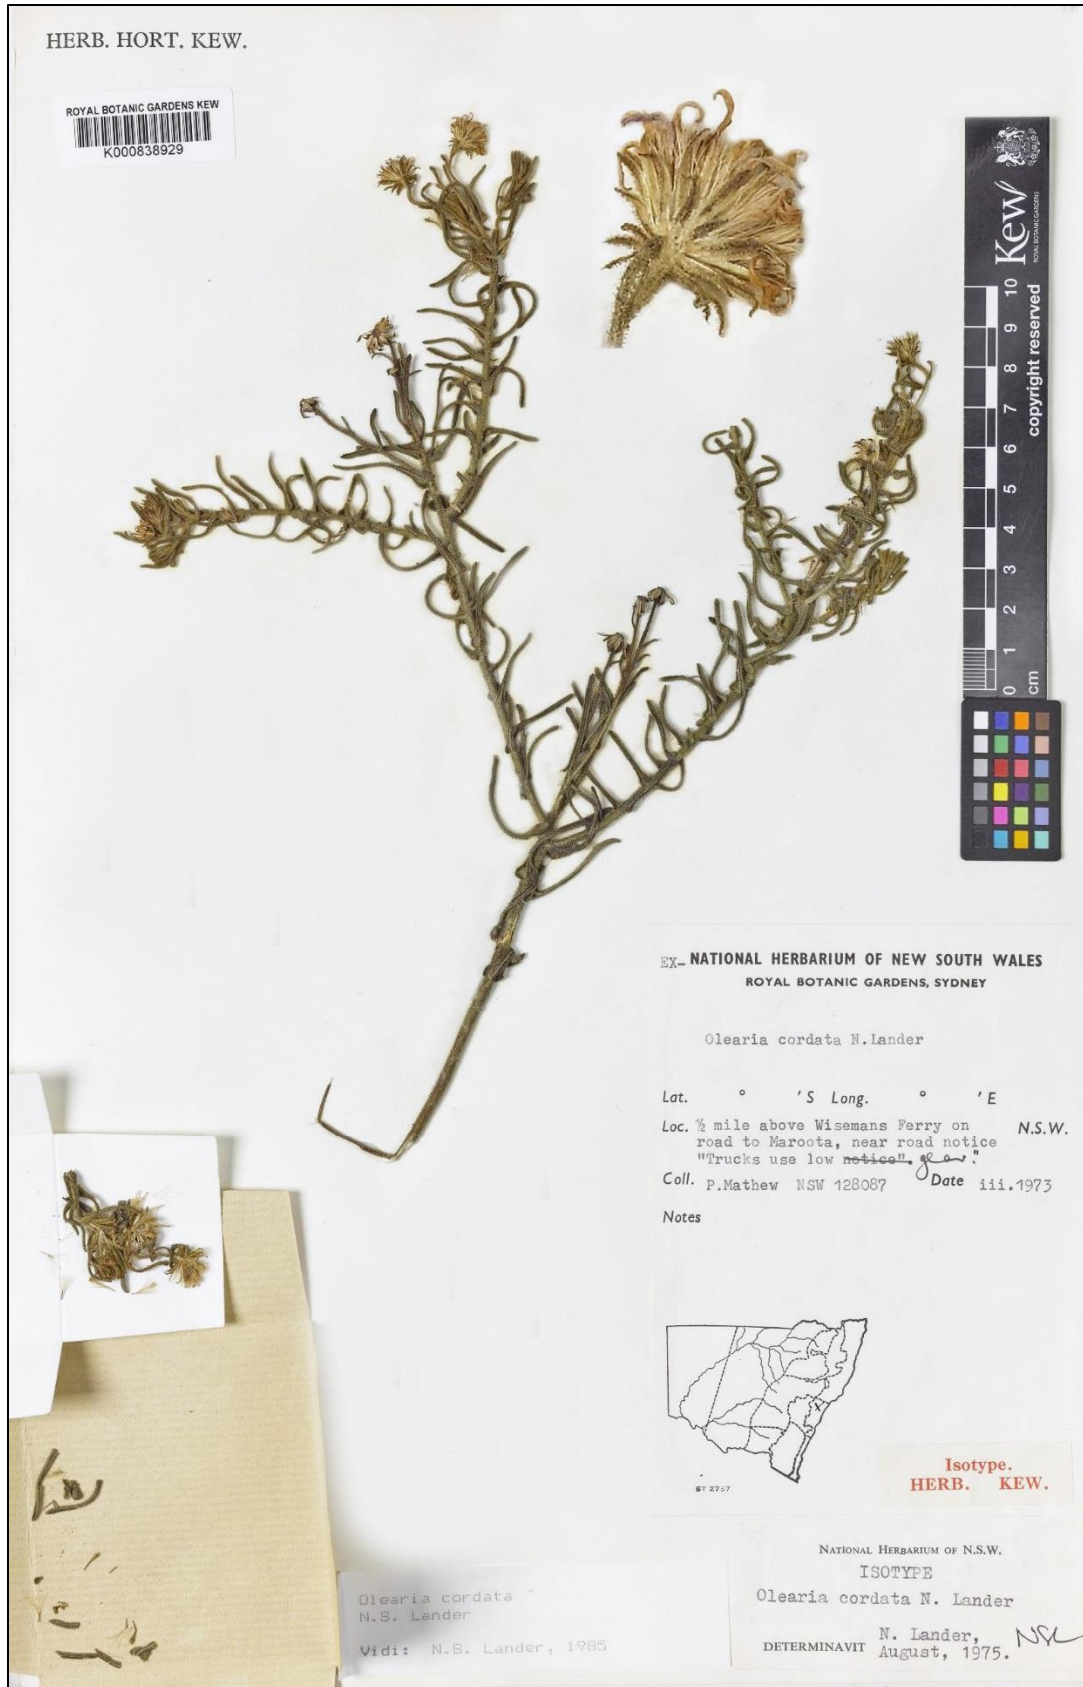 HERB. HORT. KEW.
ROYAL BOTANIC GARDENS KEW
K000838929
Kew
ROYAL BOTANIC GARDENS
copyright reserved
10
9
8
7
6
5
4
3
2
1
0
cm
EX- NATIONAL HERBARIUM OF NEW SOUTH WALES
ROYAL BOTANIC GARDENS, SYDNEY
Olearia cordata N.Lander
Lat. ° 'S Long. ° 'E
Loc. ½ mile above Wisemans Ferry on N.S.W.
road to Maroota, near road notice
"Trucks use low notice". gear."
Coll. P.Mathew NSW 128087 Date iii.1973
Notes
ST 2757
Isotype.
HERB. KEW.
NATIONAL HERBARIUM OF N.S.W.
ISOTYPE
Olearia cordata N. Lander
DETERMINAVIT N. Lander, NSL
August, 1975.
Olearia cordata
N.S. Lander
Vidi: N.S. Lander, 1985